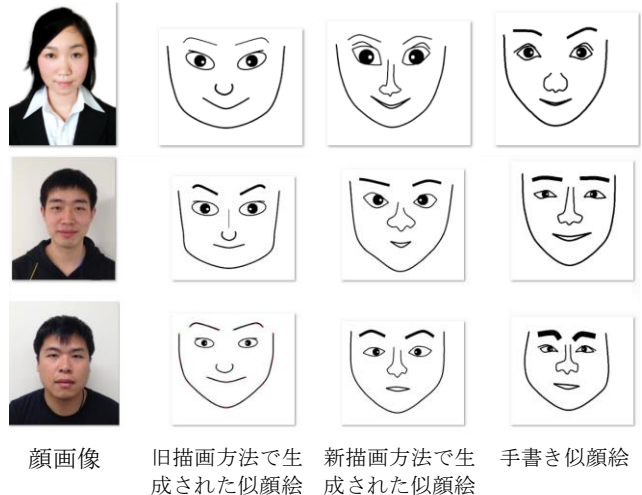 顔画像
旧描画方法で生
成された似顔絵
新描画方法で生
成された似顔絵
手書き似顔絵